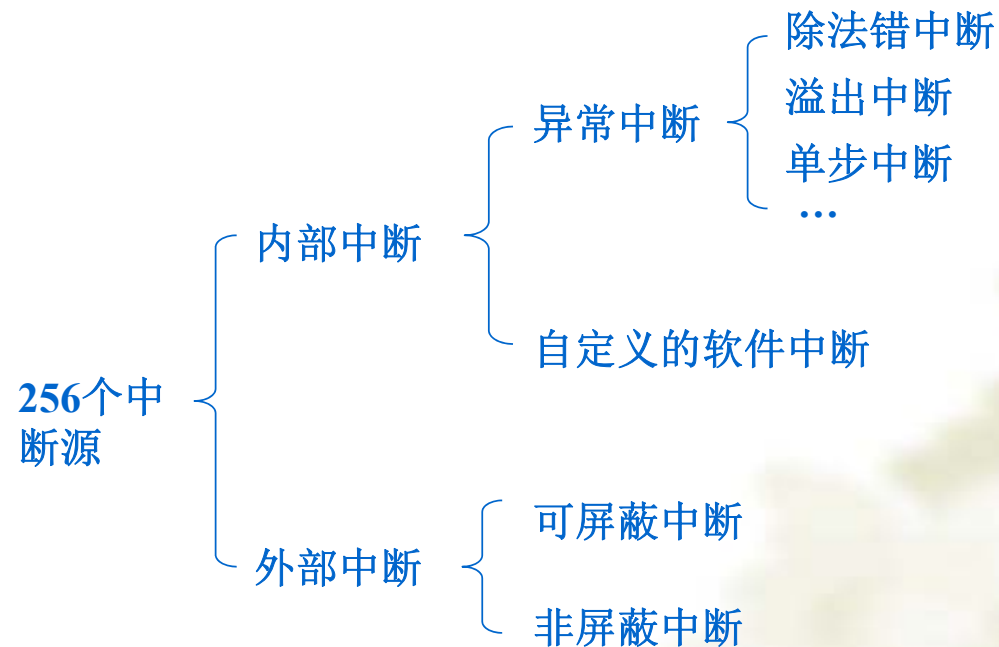 除法错中断
溢出中断
异常中断
单步中断
…
内部中断
自定义的软件中断
256个中
断源
可屏蔽中断
外部中断
非屏蔽中断